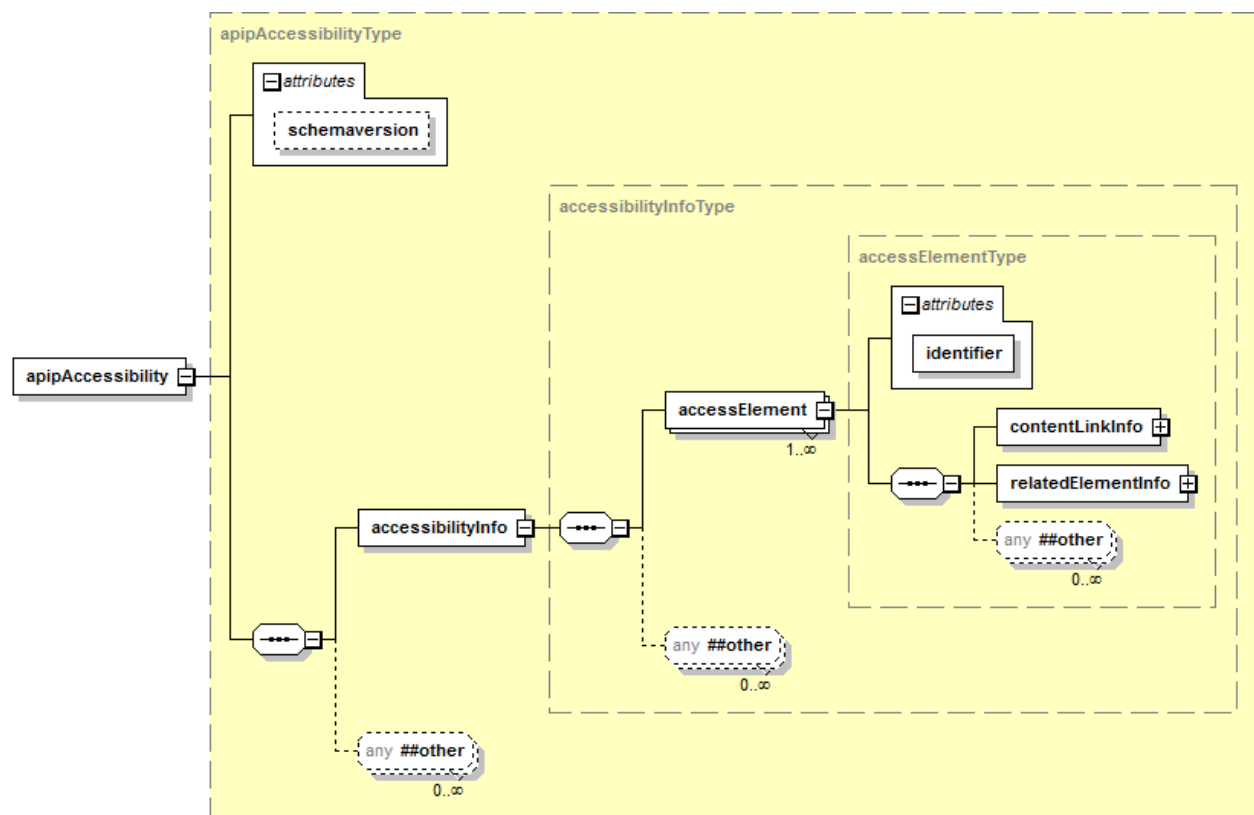 apipAccessibilityType
attributes
schemaversion
accessibilityInfoType
accessElementType
attributes
identifier
apipAccessibility
accessElement
1..∞
contentLinkInfo
relatedElementInfo
any ##other
0..∞
accessibilityInfo
any ##other
0..∞
any ##other
0..∞